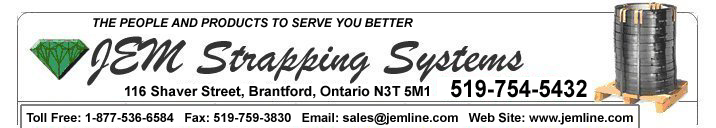 THE PEOPLE AND PRODUCTS TO SERVE YOU BETTER
JEM Strapping Systems
116 Shaver Street, Brantford, Ontario N3T 5M1 519-754-5432
Toll Free: 1-877-536-6584 Fax: 519-759-3830 Email: sales@jemline.com Web Site: www.jemline.com